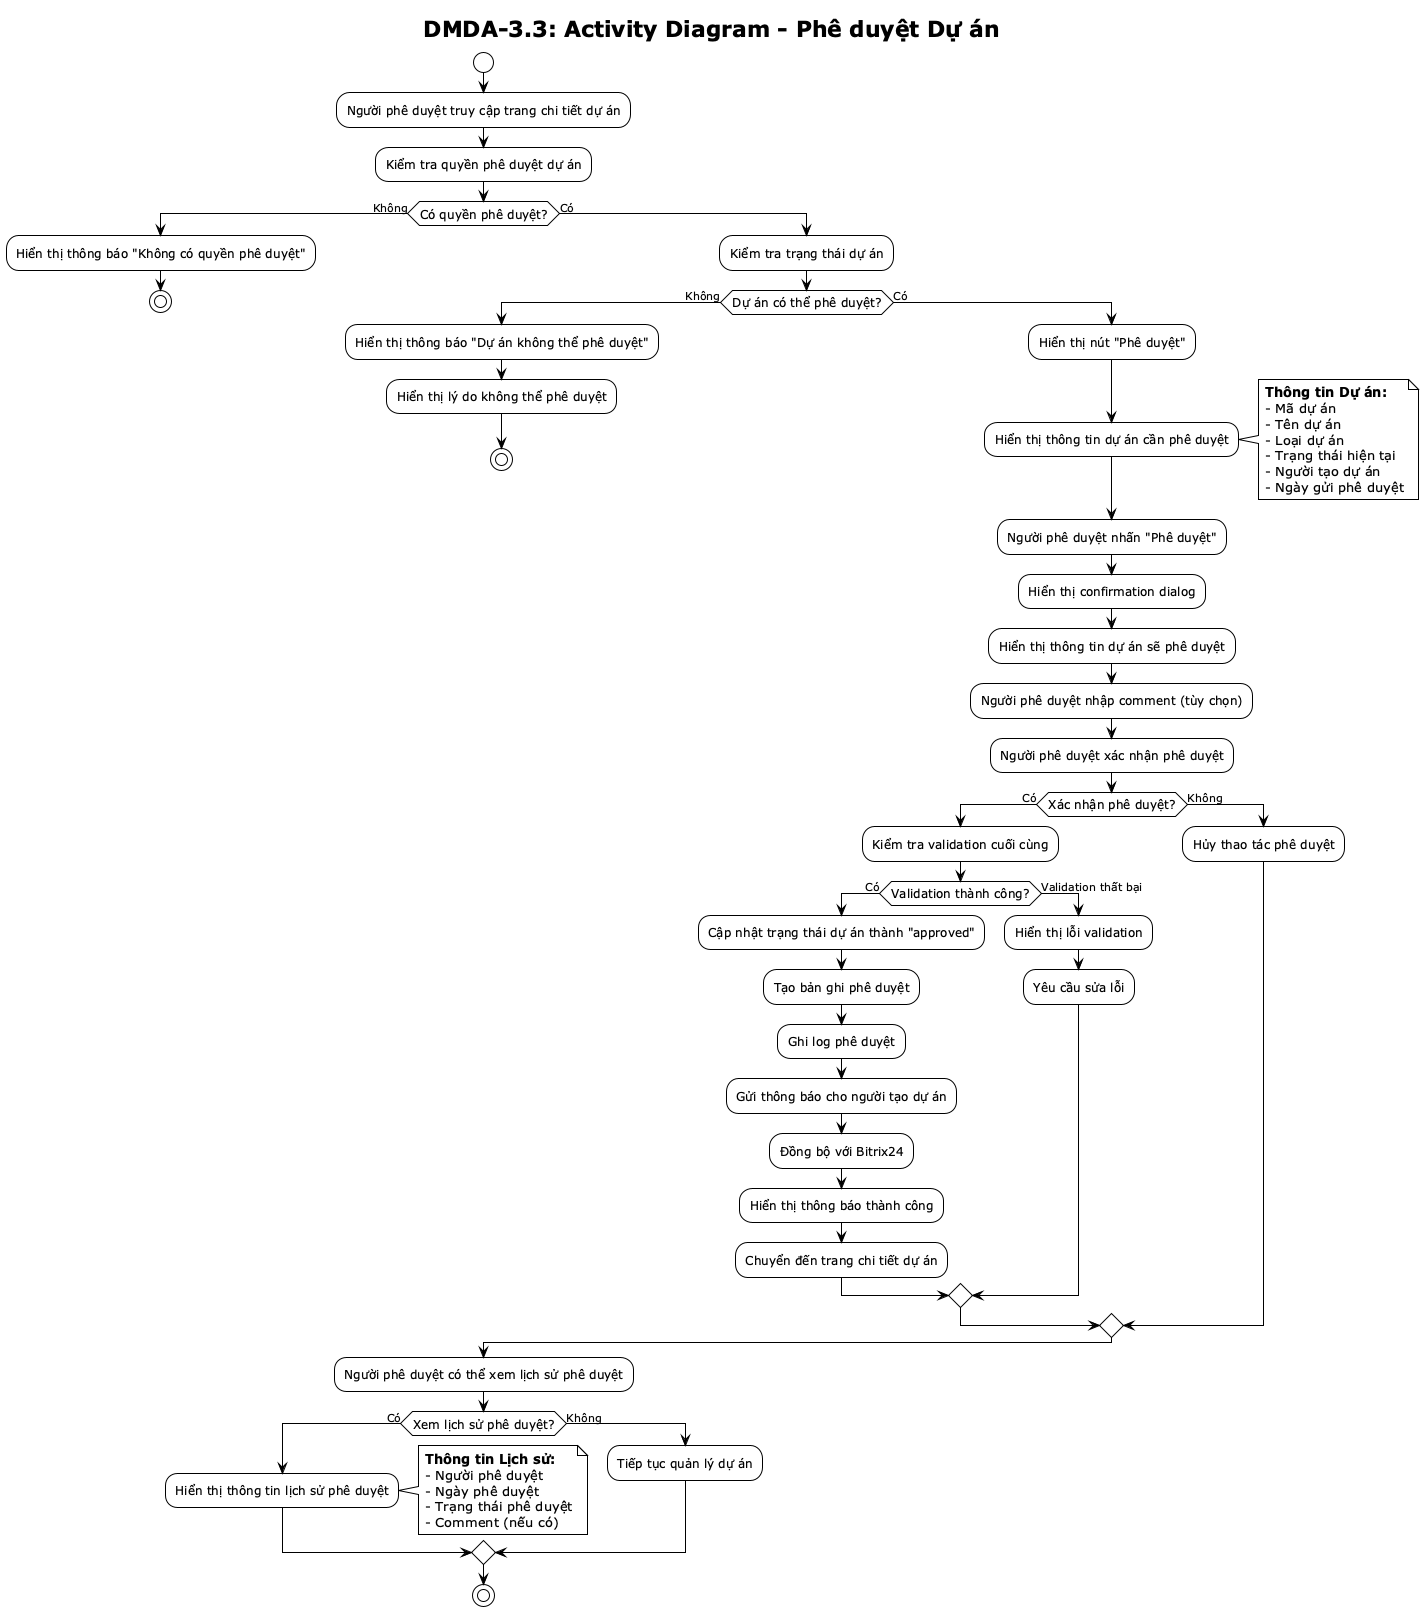 DMDA-3.3: Activity Diagram - Phê duyệt Dự án
Người phê duyệt truy cập trang chi tiết dự án
Kiểm tra quyền phê duyệt dự án
Không
Có quyền phê duyệt?
Có
Hiển thị thông báo "Không có quyền phê duyệt"
Kiểm tra trạng thái dự án
Không
Dự án có thể phê duyệt?
Có
Hiển thị thông báo "Dự án không thể phê duyệt"
Hiển thị lý do không thể phê duyệt
Hiển thị nút "Phê duyệt"
Hiển thị thông tin dự án cần phê duyệt
Thông tin Dự án:
- Mã dự án
- Tên dự án
- Loại dự án
- Trạng thái hiện tại
- Người tạo dự án
- Ngày gửi phê duyệt
Người phê duyệt nhấn "Phê duyệt"
Hiển thị confirmation dialog
Hiển thị thông tin dự án sẽ phê duyệt
Người phê duyệt nhập comment (tùy chọn)
Người phê duyệt xác nhận phê duyệt
Có
Xác nhận phê duyệt?
Không
Kiểm tra validation cuối cùng
Hủy thao tác phê duyệt
Có
Validation thành công?
Validation thất bại
Cập nhật trạng thái dự án thành "approved"
Hiển thị lỗi validation
Tạo bản ghi phê duyệt
Yêu cầu sửa lỗi
Ghi log phê duyệt
Gửi thông báo cho người tạo dự án
Đồng bộ với Bitrix24
Hiển thị thông báo thành công
Chuyển đến trang chi tiết dự án
Người phê duyệt có thể xem lịch sử phê duyệt
Có
Xem lịch sử phê duyệt?
Không
Hiển thị thông tin lịch sử phê duyệt
Thông tin Lịch sử:
- Người phê duyệt
- Ngày phê duyệt
- Trạng thái phê duyệt
- Comment (nếu có)
Tiếp tục quản lý dự án